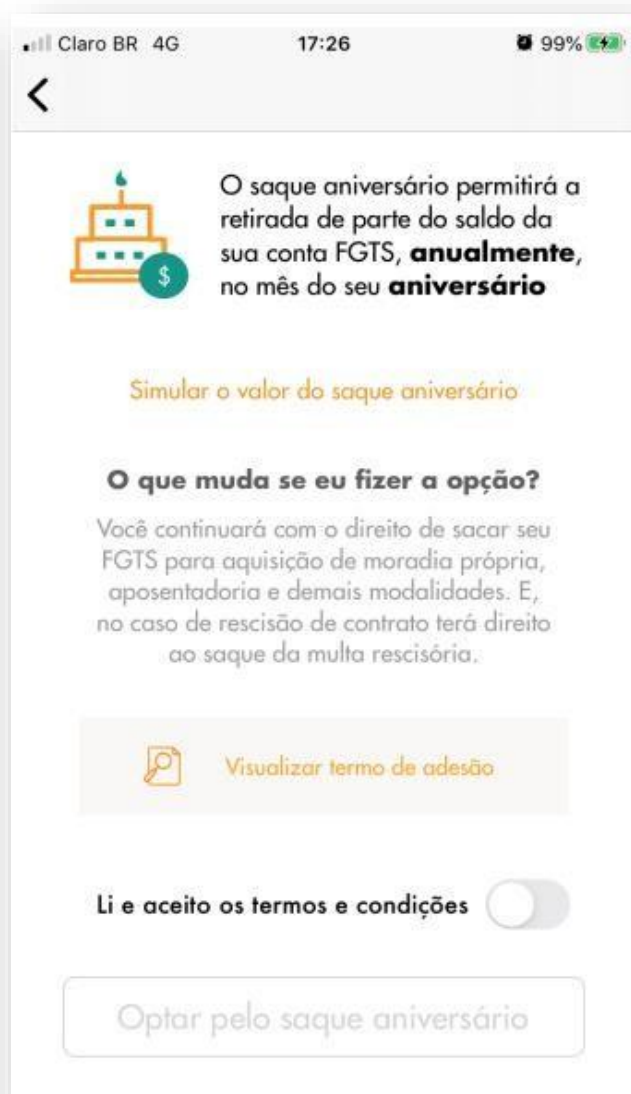 Claro BR 4G 17:26 99%
O saque aniversário permitirá a
retirada de parte do saldo da
sua conta FGTS, anualmente,
no mês do seu aniversário
$
Simular o valor do saque aniversário
O que muda se eu fizer a opção?
Você continuará com o direito de sacar seu
FGTS para aquisição de moradia própria,
aposentadoria e demais modalidades. E,
no caso de rescisão de contrato terá direito
ao saque da multa rescisória.
Visualizar termo de adesão
Li e aceito os termos e condições
Optar pelo saque aniversário